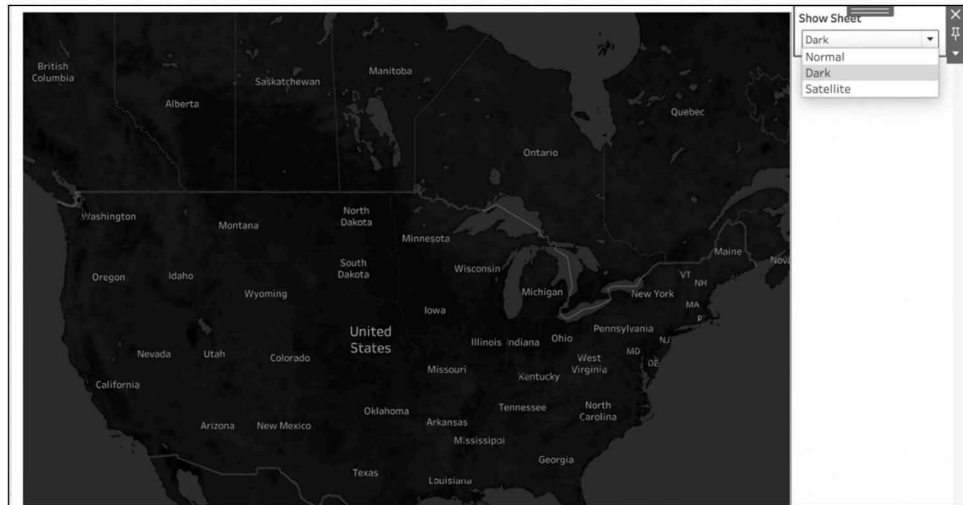 Show Sheet
Dark
Normal
Dark
Satellite
British
Columbia
Alberta
Saskatchewan
Manitoba
Ontario
Quebec
Washington
Montana
North
Dakota
Minnesota
Maine
Oregon
Idaho
South
Dakota
Wisconsin
Wyoming
Michigan
New York
VT
NH
MA
Iowa
Pennsylvania
United
States
Illinois
Indiana
Ohio
NJ
MD
DE
Nevada
Utah
Colorado
West
Virginia
California
Missouri
Kentucky
Oklahoma
Arkansas
Tennessee
North
Carolina
Arizona
New Mexico
Mississippi
Georgia
Texas
Louisiana